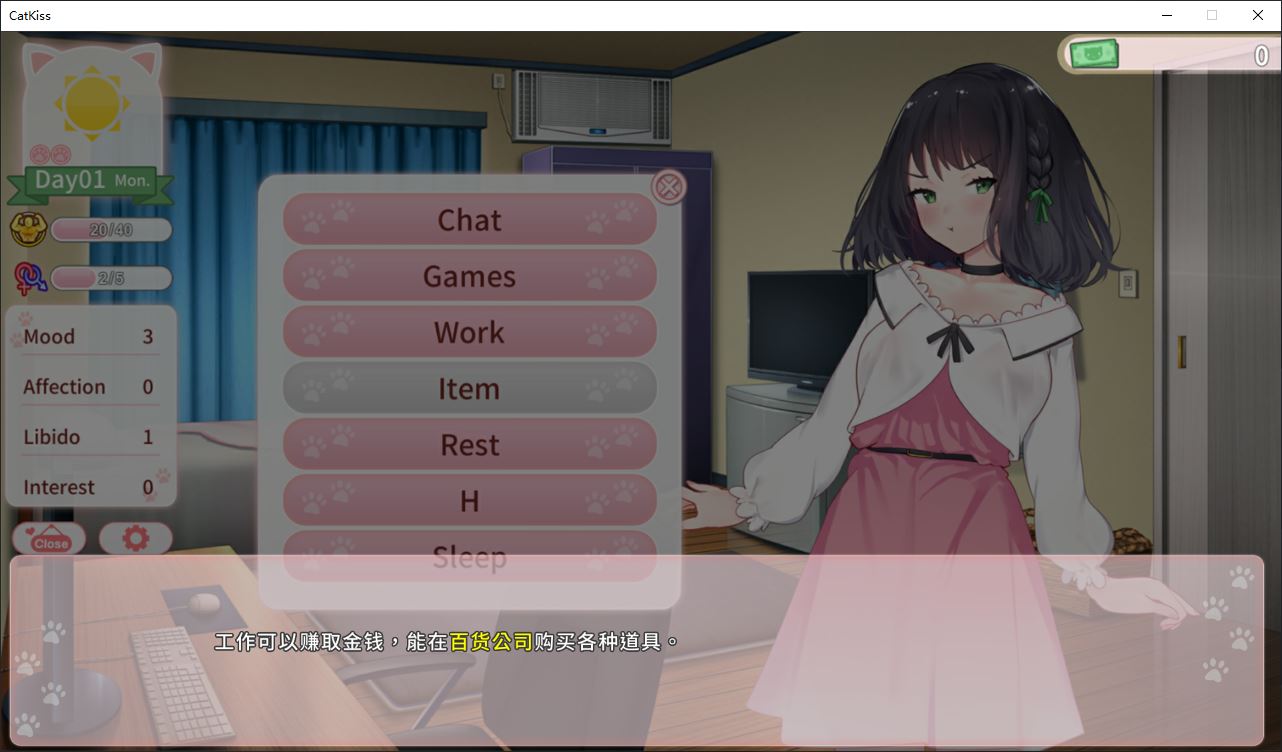 CatKiss
0
Day01 Mon.
20/40
2/5
Mood 3
Affection 0
Libido 1
Interest 0
Close
Chat
Games
Work
Item
Rest
H
Sleep
工作可以赚取金钱，能在百货公司购买各种道具。